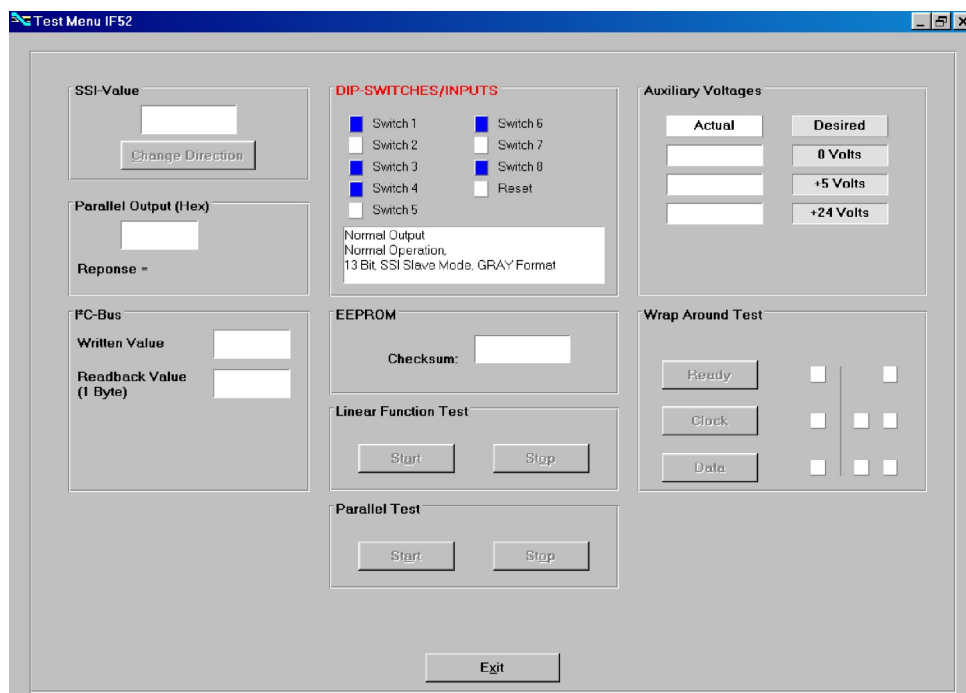 Test Menu IF52
SSI-Value
Change Direction
Parallel Output (Hex)
Reponse =
I²C-Bus
Written Value
Readback Value
(1 Byte)
DIP-SWITCHES/INPUTS
Switch 1
Switch 2
Switch 3
Switch 4
Switch 5
Switch 6
Switch 7
Switch 8
Reset
Normal Output
Normal Operation,
13 Bit, SSI Slave Mode, GRAY Format
EEPROM
Checksum:
Linear Function Test
Start
Stop
Parallel Test
Start
Stop
Auxiliary Voltages
Actual
Desired
0 Volts
+5 Volts
+24 Volts
Wrap Around Test
Ready
Clock
Data
Exit